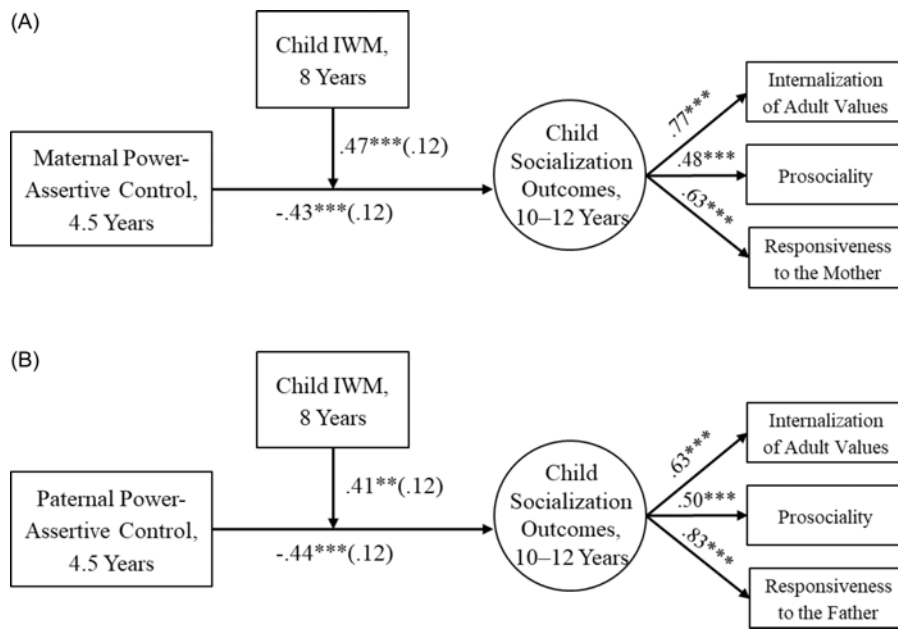 (A)
Child IWM,
8 Years
.47***(.12)
Maternal Power-
Assertive Control,
4.5 Years
-.43***(.12)
Child
Socialization
Outcomes,
10–12 Years
.77***
.48***
.63***
Internalization
of Adult Values
Prosociality
Responsiveness
to the Mother
(B)
Child IWM,
8 Years
.41**(.12)
Paternal Power-
Assertive Control,
4.5 Years
-.44***(.12)
Child
Socialization
Outcomes,
10–12 Years
.63***
.50***
.83***
Internalization
of Adult Values
Prosociality
Responsiveness
to the Father